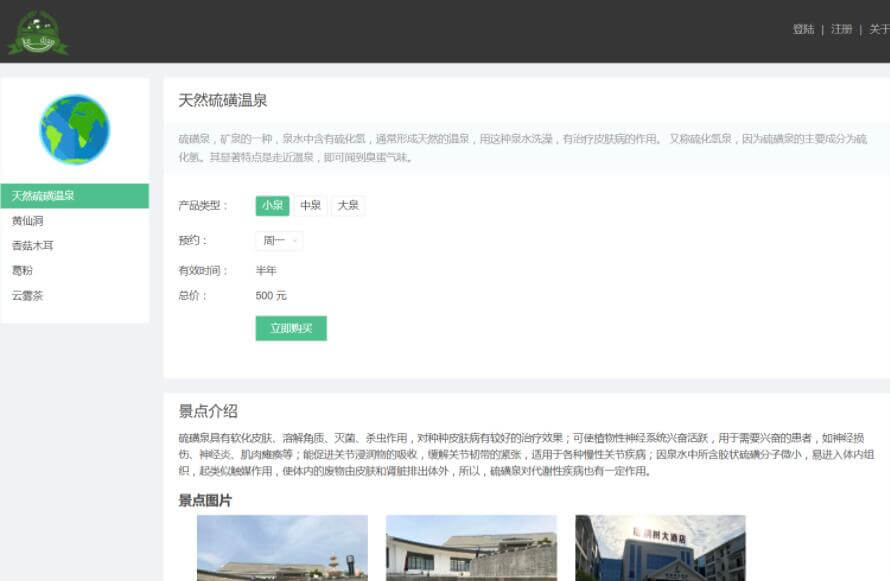 登陆 | 注册 | 关于
天然硫磺温泉
黄仙洞
香菇木耳
葛粉
云雾茶
天然硫磺温泉
硫磺泉，矿泉的一种，泉水中含有硫化氢，通常形成天然的温泉，用这种泉水洗澡，有治疗皮肤病的作用。 又称硫化氢泉，因为硫磺泉的主要成分为硫
化氢。其显著特点是走近温泉，即可闻到臭蛋气味。
产品类型： 小泉 中泉 大泉
预约： 周一
有效时间： 半年
总价： 500 元
立即购买
景点介绍
硫磺泉具有软化皮肤、溶解角质、灭菌、杀虫作用，对种种皮肤病有较好的治疗效果；可使植物性神经系统兴奋活跃，用于需要兴奋的患者，如神经损
伤、神经炎、肌肉瘫痪等；能促进关节浸润物的吸收，缓解关节韧带的紧张，适用于各种慢性关节疾病；因泉水中所含胶状硫磺分子微小，易进入体内组
织，起类似触媒作用，使体内的废物由皮肤和肾脏排出体外，所以，硫磺泉对代谢性疾病也有一定作用。
景点图片
树大酒店